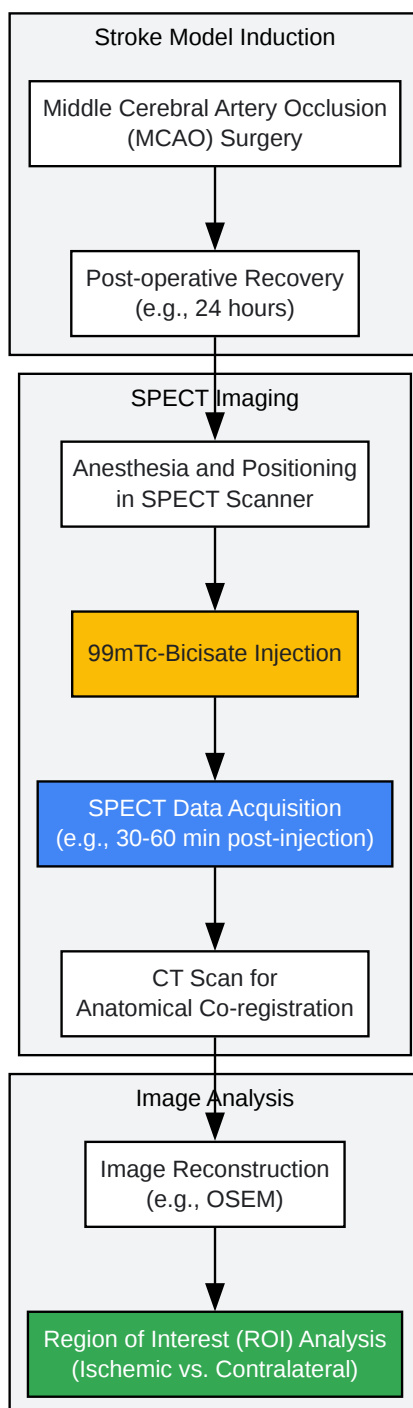 Stroke Model Induction
Middle Cerebral Artery Occlusion
(MCAO) Surgery
Post-operative Recovery
(e.g., 24 hours)
SPECT Imaging
Anesthesia and Positioning
in SPECT Scanner
99mTc-Bicisate Injection
SPECT Data Acquisition
(e.g., 30-60 min post-injection)
CT Scan for
Anatomical Co-registration
Image Analysis
Image Reconstruction
(e.g., OSEM)
Region of Interest (ROI) Analysis
(Ischemic vs. Contralateral)